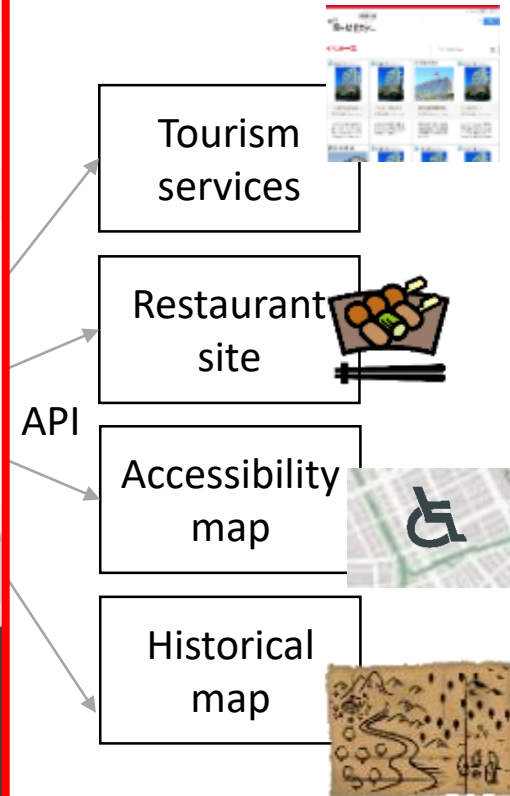 Tourism
services
Restaurant
site
API
Accessibility
map
Historical
map